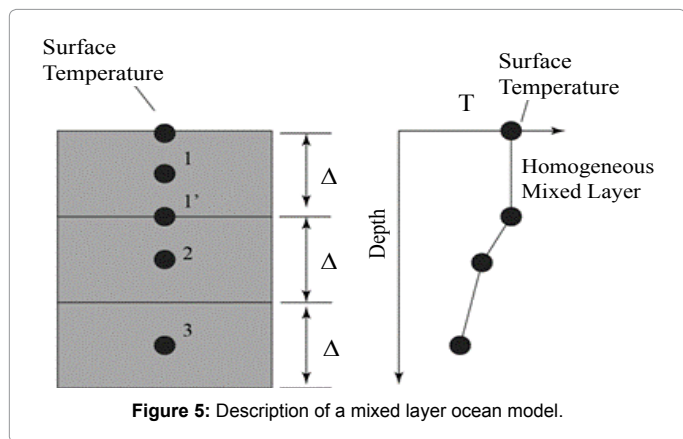 Surface
Temperature
1
1’
2
3
Δ
Δ
Δ
T
Surface
Temperature
Homogeneous
Mixed Layer
Depth
Figure 5: Description of a mixed layer ocean model.